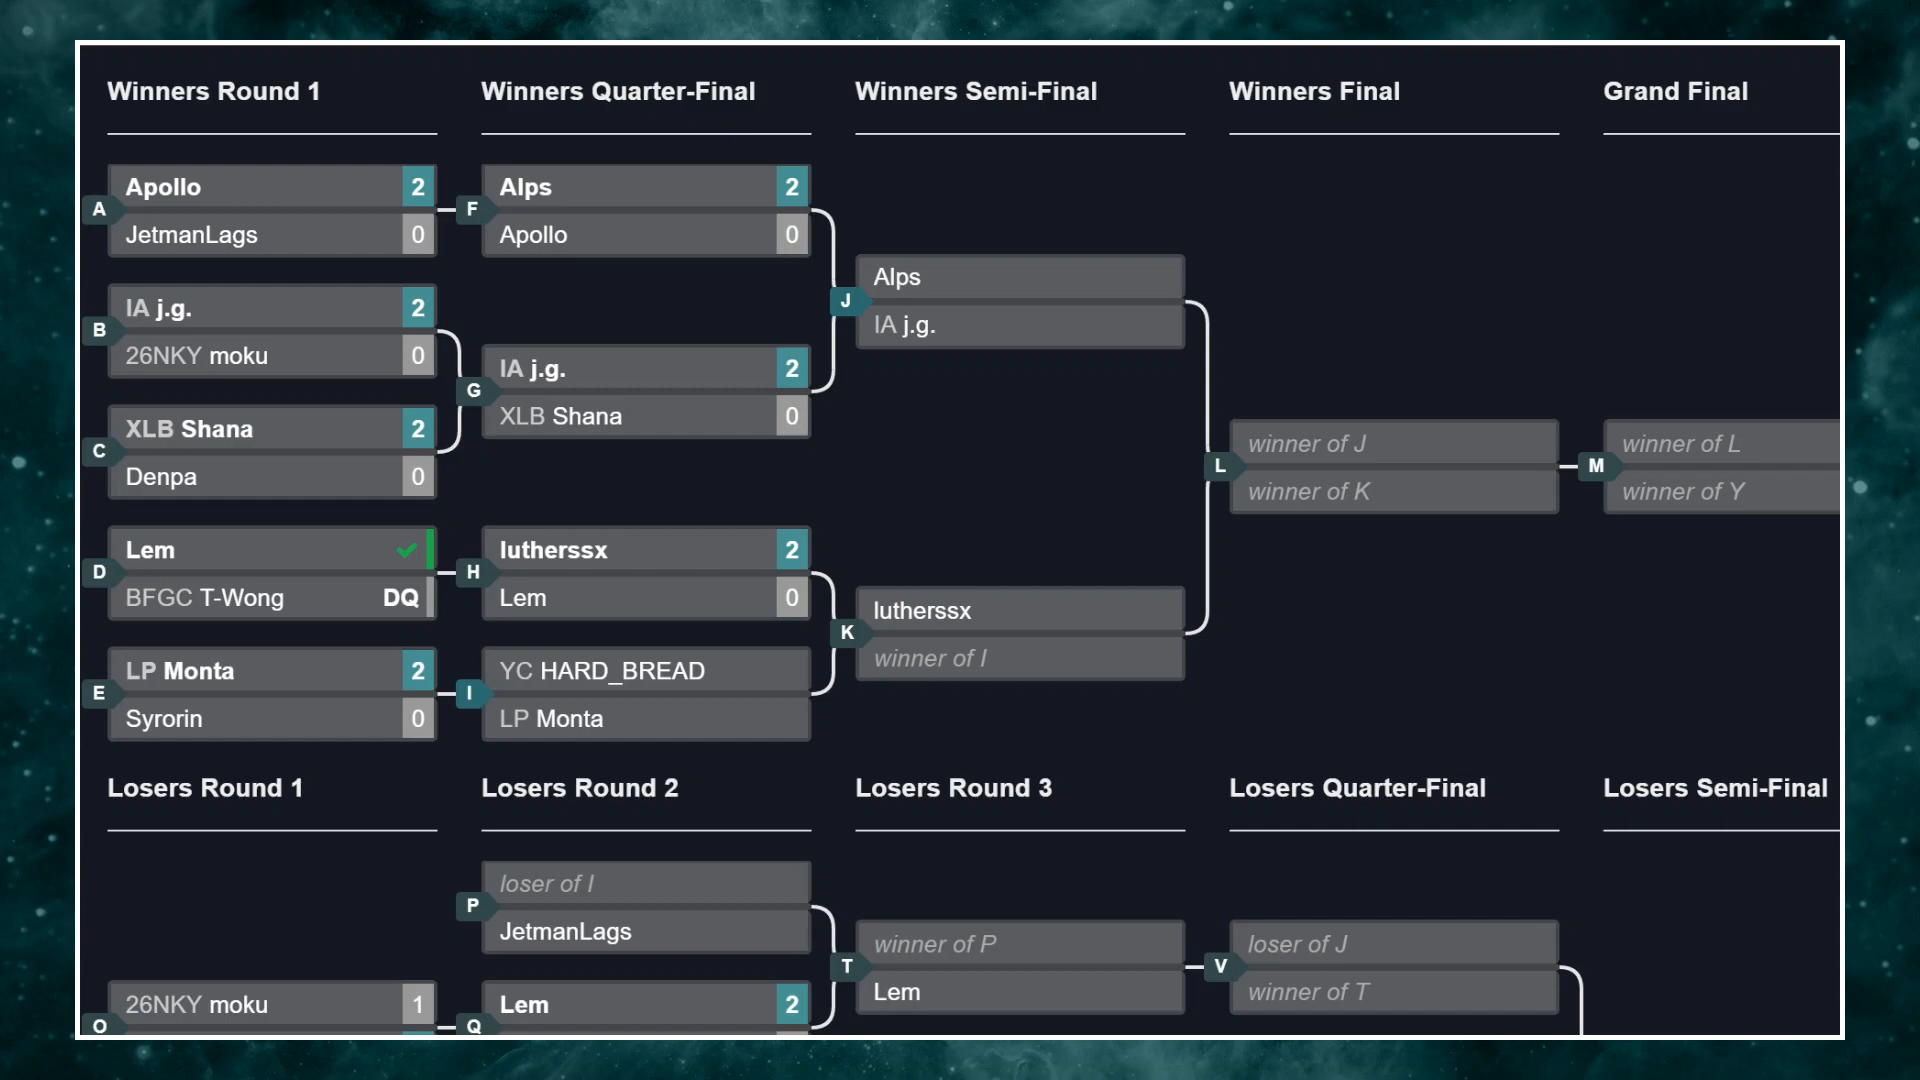 Winners Round 1
Winners Quarter-Final
Winners Semi-Final
Winners Final
Grand Final
A
Apollo 2
JetmanLags 0
B
IA j.g. 2
26NKY moku 0
C
XLB Shana 2
Denpa 0
D
Lem
BFGC T-Wong DQ
E
LP Monta 2
Syrorin 0
F
Alps 2
Apollo 0
G
IA j.g. 2
XLB Shana 0
H
lutherssx 2
Lem 0
I
YC HARD_BREAD
LP Monta
J
Alps
IA j.g.
K
lutherssx
winner of I
L
winner of J
winner of K
M
winner of L
winner of Y
Losers Round 1
Losers Round 2
Losers Round 3
Losers Quarter-Final
Losers Semi-Final
O
26NKY moku 1
P
loser of I
JetmanLags
Q
Lem 2
T
winner of P
Lem
V
loser of J
winner of T